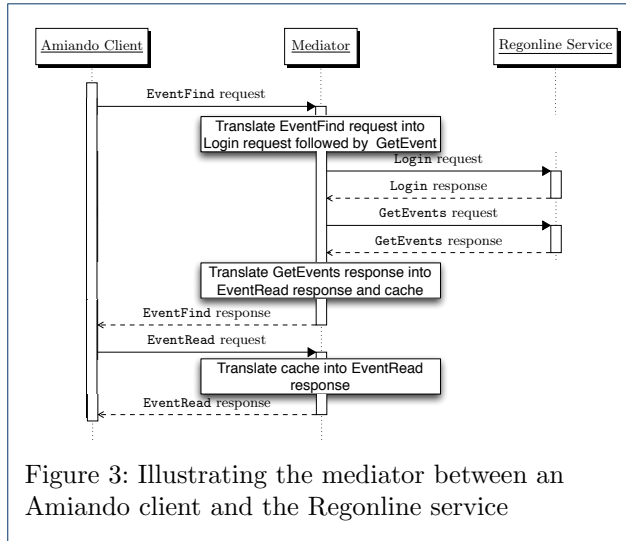 Amiando Client
Mediator
Regonline Service
EventFind request
Translate EventFind request into
Login request followed by GetEvent
Login request
Login response
GetEvents request
GetEvents response
Translate GetEvents response into
EventRead response and cache
EventFind response
EventRead request
Translate cache into EventRead
response
EventRead response
Figure 3: Illustrating the mediator between an
Amiando client and the Regonline service